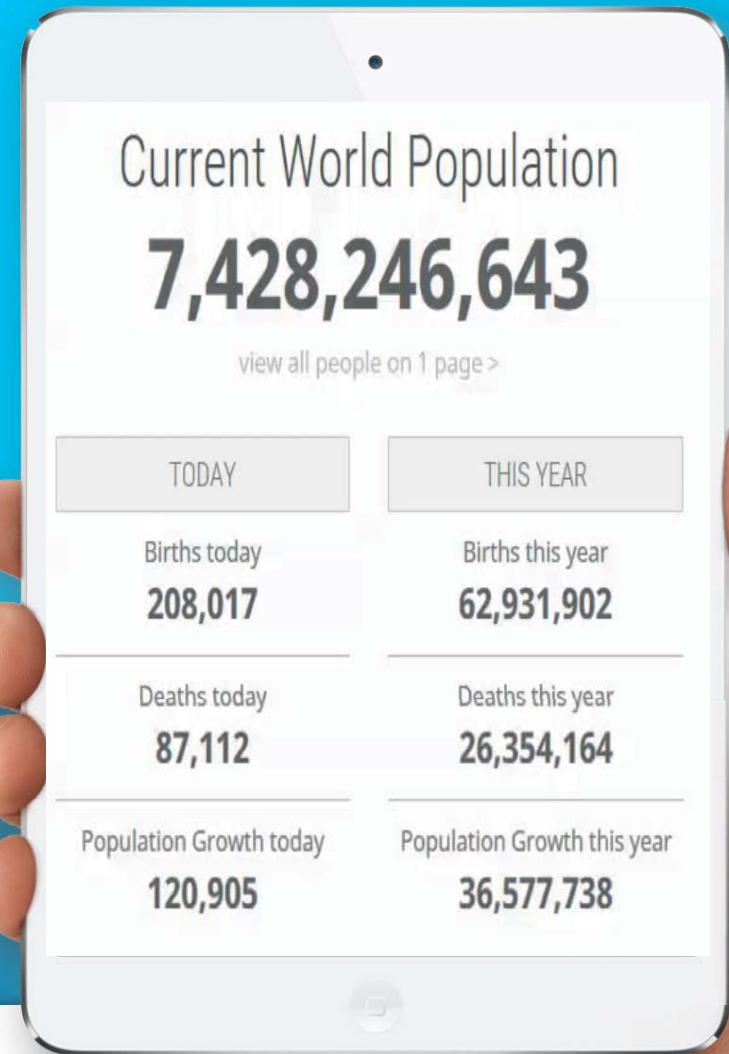 Current World Population
7,428,246,643
view all people on 1 page >
TODAY
THIS YEAR
Births today
208,017
Births this year
62,931,902
Deaths today
87,112
Deaths this year
26,354,164
Population Growth today
120,905
Population Growth this year
36,577,738